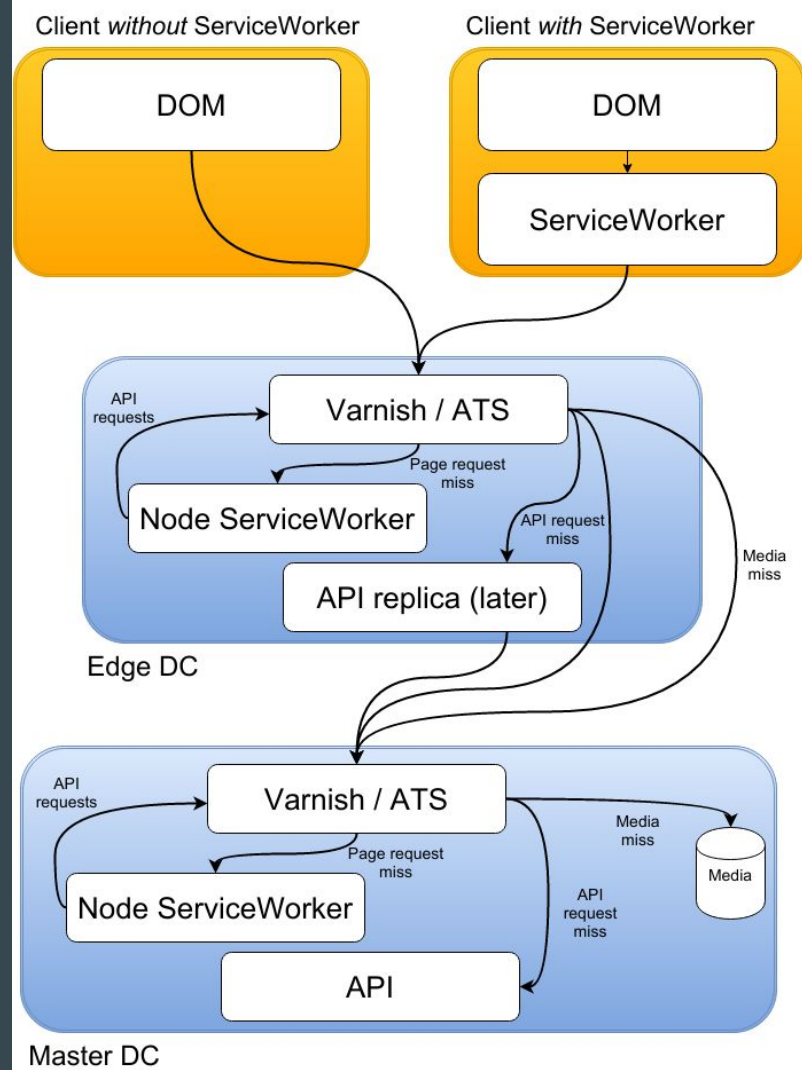 Client without ServiceWorker
Client with ServiceWorker
DOM
DOM
ServiceWorker
API
requests
Varnish / ATS
Page request
miss
Node ServiceWorker
API request
miss
Media
miss
API replica (later)
Edge DC
API
requests
Varnish / ATS
Page request
miss
Media
miss
Media
Node ServiceWorker
API
request
miss
API
Master DC